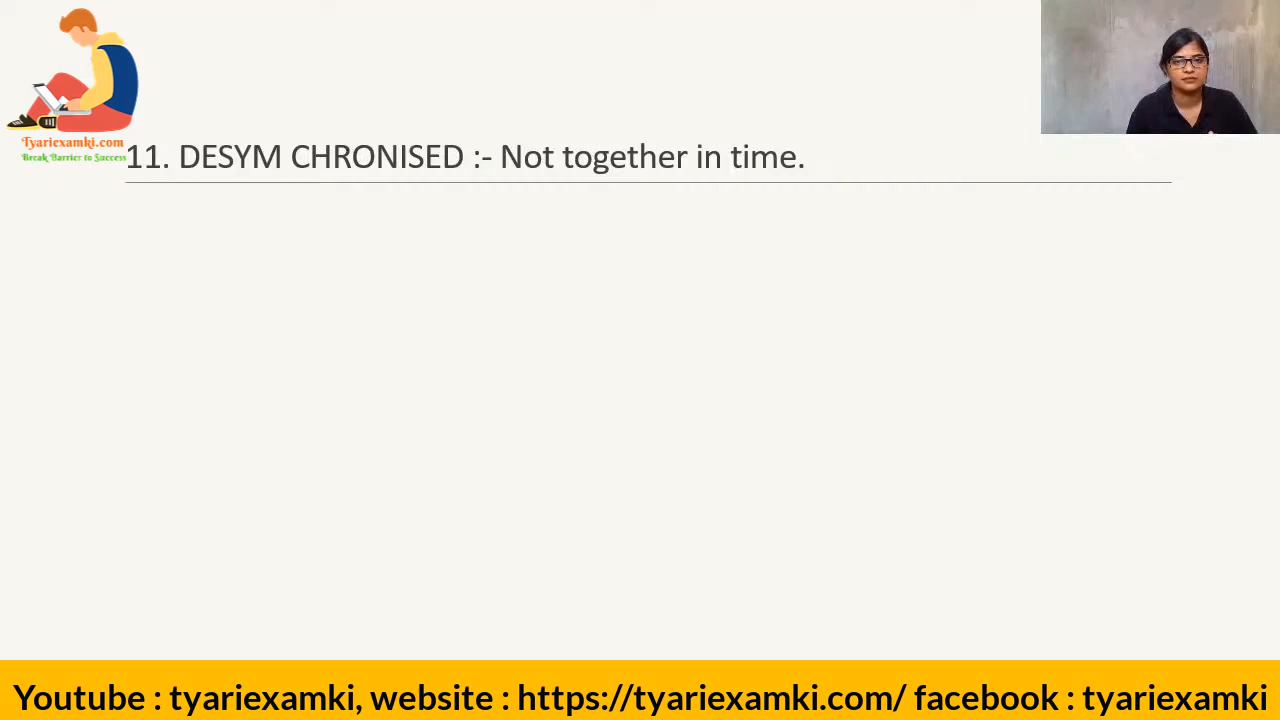 Tyariexamki.com
Break Barrier to Success
11. DESYM CHRONISED :- Not together in time.
Youtube : tyariexamki, website : https://tyariexamki.com/ facebook : tyariexamki